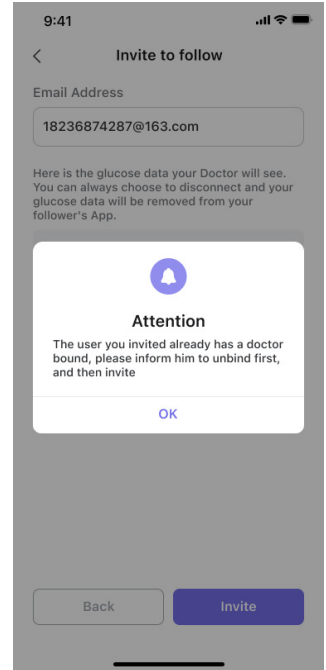 9:41
Invite to follow
Email Address
18236874287@163.com
Here is the glucose data your Doctor will see.
You can always choose to disconnect and your
glucose data will be removed from your
follower's App.
Attention
The user you invited already has a doctor
bound, please inform him to unbind first,
and then invite
OK
Back
Invite